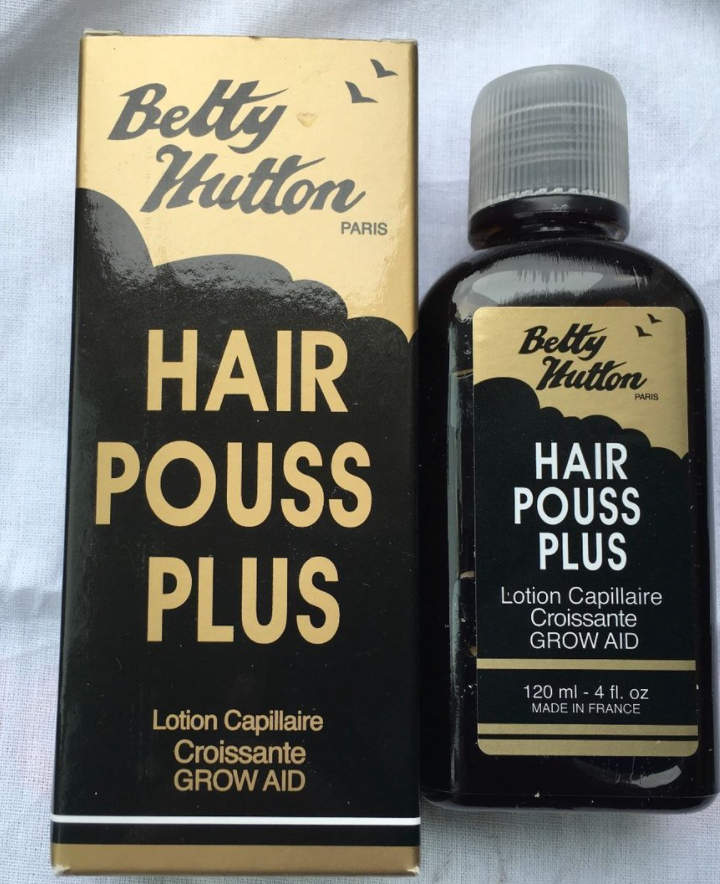 Betty
Hutton
PARIS
HAIR
POUSS
PLUS
Lotion Capillaire
Croissante
GROW AID
Betty
Hutton
PARIS
HAIR
POUSS
PLUS
Lotion Capillaire
Croissante
GROW AID
120 ml - 4 fl. oz
MADE IN FRANCE